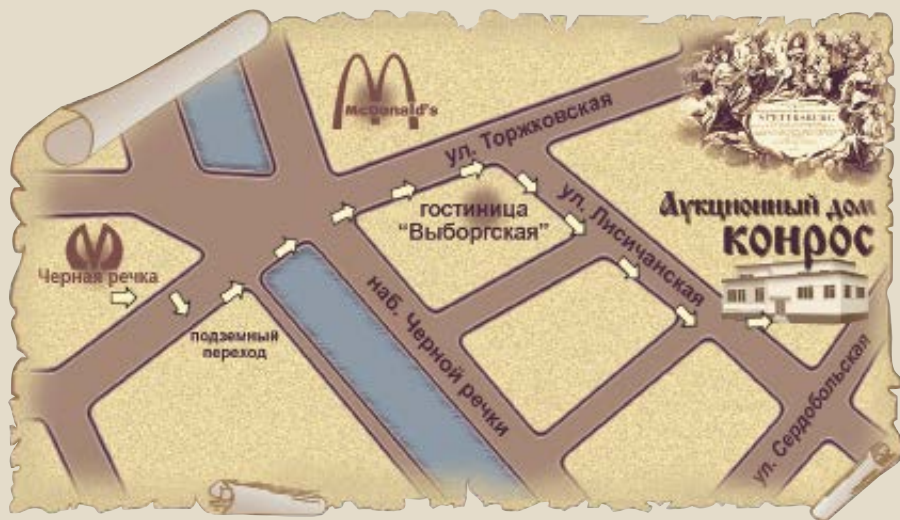 McDonald's
ул. Торжковская
ул. Лисичанская
гостиница
"Выборгская"
Аукционный дом
конрос
Черная речка
подземный
переход
наб. Черной речки
ул. Сердобольская